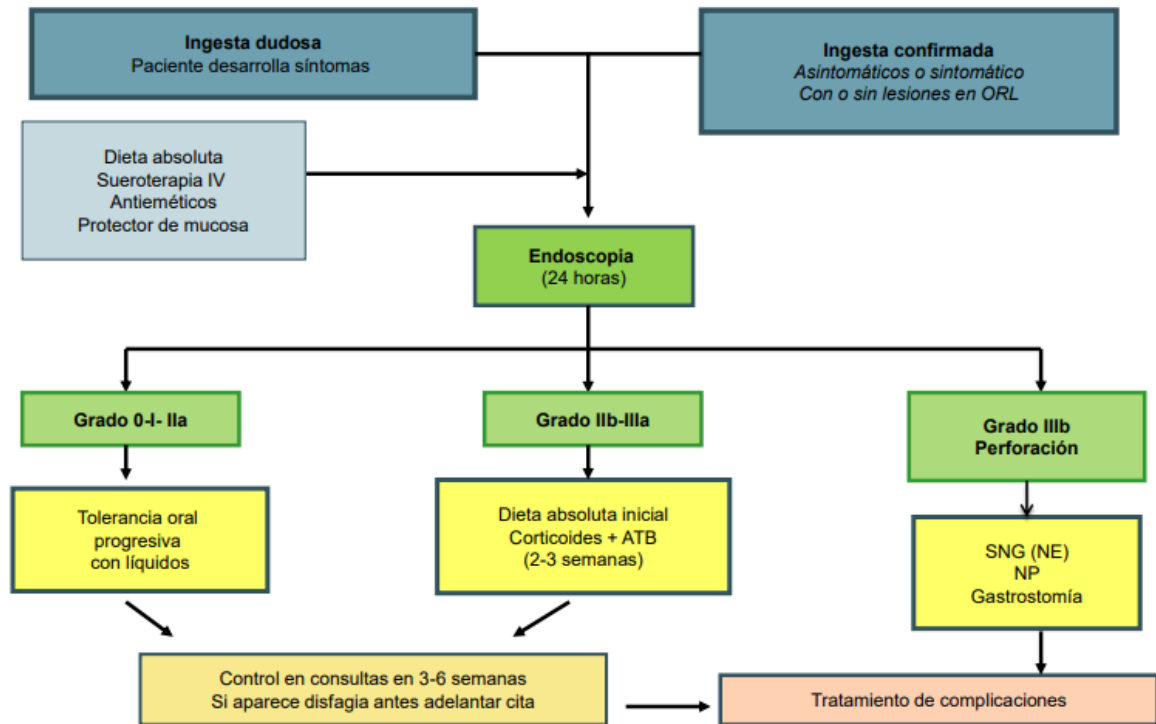 Ingesta dudosa
Paciente desarrolla síntomas
Ingesta confirmada
Asintomáticos o sintomático
Con o sin lesiones en ORL
Dieta absoluta
Sueroterapia IV
Antieméticos
Protector de mucosa
Endoscopia
(24 horas)
Grado 0-I- IIa
Grado IIb-IIIa
Grado IIIb
Perforación
Tolerancia oral
progresiva
con líquidos
Dieta absoluta inicial
Corticoides + ATB
(2-3 semanas)
SNG (NE)
NP
Gastrostomía
Control en consultas en 3-6 semanas
Si aparece disfagia antes adelantar cita
Tratamiento de complicaciones